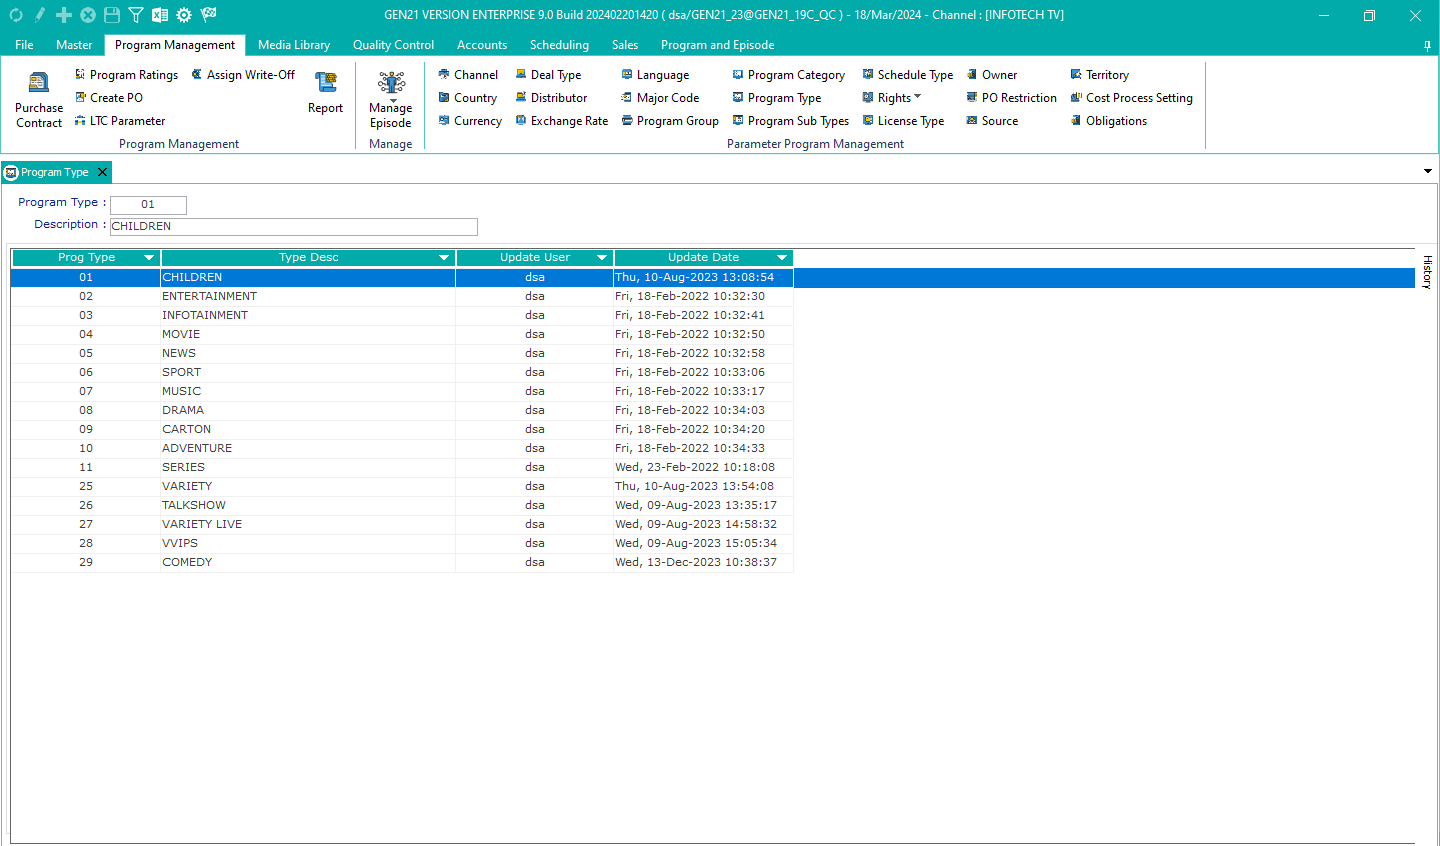 GEN21 VERSION ENTERPRISE 9.0 Build 202402201420 ( dsa/GEN21_23@GEN21_19C_QC ) - 18/Mar/2024 - Channel : [INFOTECH TV]
File Master Program Management Media Library Quality Control Accounts Scheduling Sales Program and Episode
Purchase Contract
Program Ratings
Create PO
LTC Parameter
Assign Write-Off
Report
Program Management
Manage Episode
Manage
Channel Deal Type Language Program Category Schedule Type Owner Territory
Country Distributor Major Code Program Type Rights PO Restriction Cost Process Setting
Currency Exchange Rate Program Group Program Sub Types License Type Source Obligations
Parameter Program Management
Program Type
Program Type : 01
Description : CHILDREN
Prog Type Type Desc Update User Update Date
01 CHILDREN dsa Thu, 10-Aug-2023 13:08:54
02 ENTERTAINMENT dsa Fri, 18-Feb-2022 10:32:30
03 INFOTAINMENT dsa Fri, 18-Feb-2022 10:32:41
04 MOVIE dsa Fri, 18-Feb-2022 10:32:50
05 NEWS dsa Fri, 18-Feb-2022 10:32:58
06 SPORT dsa Fri, 18-Feb-2022 10:33:06
07 MUSIC dsa Fri, 18-Feb-2022 10:33:17
08 DRAMA dsa Fri, 18-Feb-2022 10:34:03
09 CARTON dsa Fri, 18-Feb-2022 10:34:20
10 ADVENTURE dsa Fri, 18-Feb-2022 10:34:33
11 SERIES dsa Wed, 23-Feb-2022 10:18:08
25 VARIETY dsa Thu, 10-Aug-2023 13:54:08
26 TALKSHOW dsa Wed, 09-Aug-2023 13:35:17
27 VARIETY LIVE dsa Wed, 09-Aug-2023 14:58:32
28 VVIPS dsa Wed, 09-Aug-2023 15:05:34
29 COMEDY dsa Wed, 13-Dec-2023 10:38:37
History